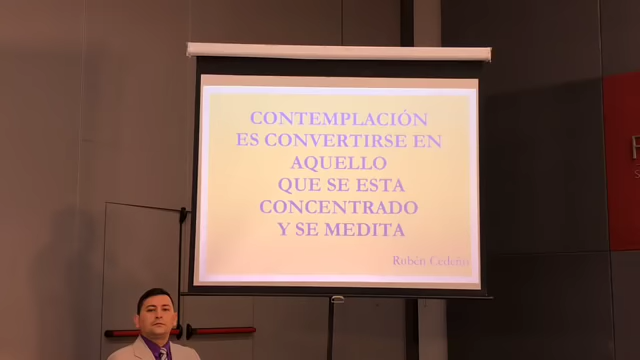 CONTEMPLACIÓN
ES CONVERTIRSE EN
AQUELLO
QUE SE ESTA
CONCENTRADO
Y SE MEDITA
Rubén Cedeño